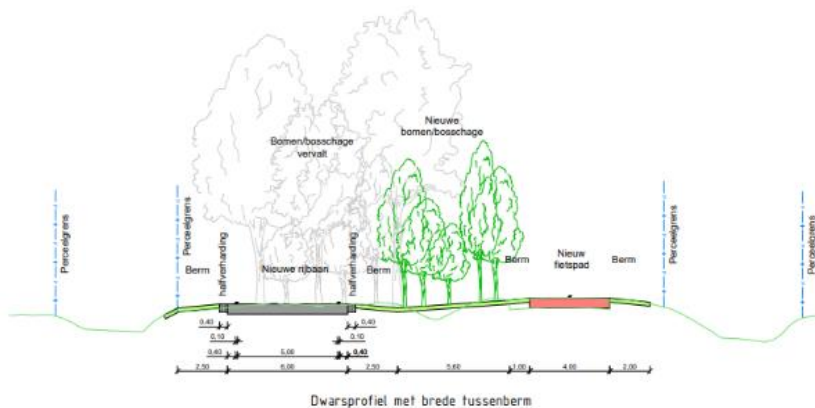 Nieuwe
bomen/bosschage
Bomen/bosschage
vervalt
Perceelgrens
Perceelgrens
Berm
halfverharding
Nieuwe rijbaan
halfverharding
Berm
Berm
Nieuw
fietspad
Berm
Perceelgrens
Perceelgrens
0,40 0,40
0,10 0,10
0,40 5,00 0,40
2,50 6,00 2,50 5,60 1,00 4,00 2,00
Dwarsprofiel met brede tussenberm